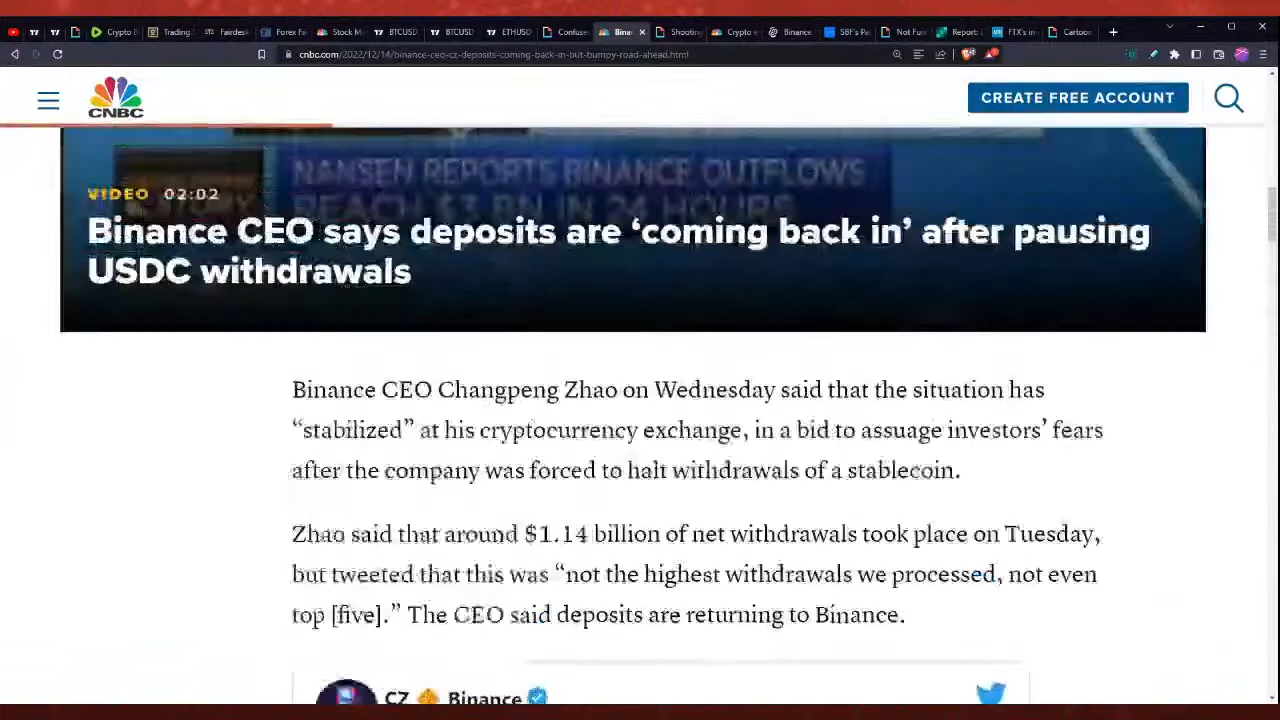 Crypto B
Trading
Fairdesk
Forex Fa
Stock M
BTCUSD
BTCUSD
ETHUSD
Confuse
Bina
Shooting
Crypto e
Binance
SBF's Pa
Not Fun
Report:
FTX's in
Cartoon
cnbc.com/2022/12/14/binance-ceo-cz-deposits-coming-back-in-but-bumpy-road-ahead.html
CNBC
CREATE FREE ACCOUNT
NANSEN REPORTS BINANCE OUTFLOWS
REACH $3 BLN IN 24 HOURS
VIDEO 02:02
Binance CEO says deposits are ‘coming back in’ after pausing
USDC withdrawals
Binance CEO Changpeng Zhao on Wednesday said that the situation has
“stabilized” at his cryptocurrency exchange, in a bid to assuage investors’ fears
after the company was forced to halt withdrawals of a stablecoin.
Zhao said that around $1.14 billion of net withdrawals took place on Tuesday,
but tweeted that this was “not the highest withdrawals we processed, not even
top [five].” The CEO said deposits are returning to Binance.
CZ Binance